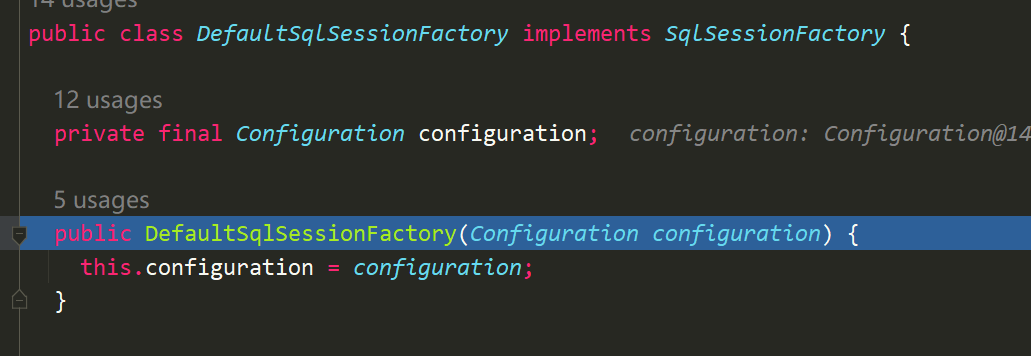 14 usages
public class DefaultSqlSessionFactory implements SqlSessionFactory {
12 usages
private final Configuration configuration; configuration: Configuration@14
5 usages
public DefaultSqlSessionFactory(Configuration configuration) {
this.configuration = configuration;
}